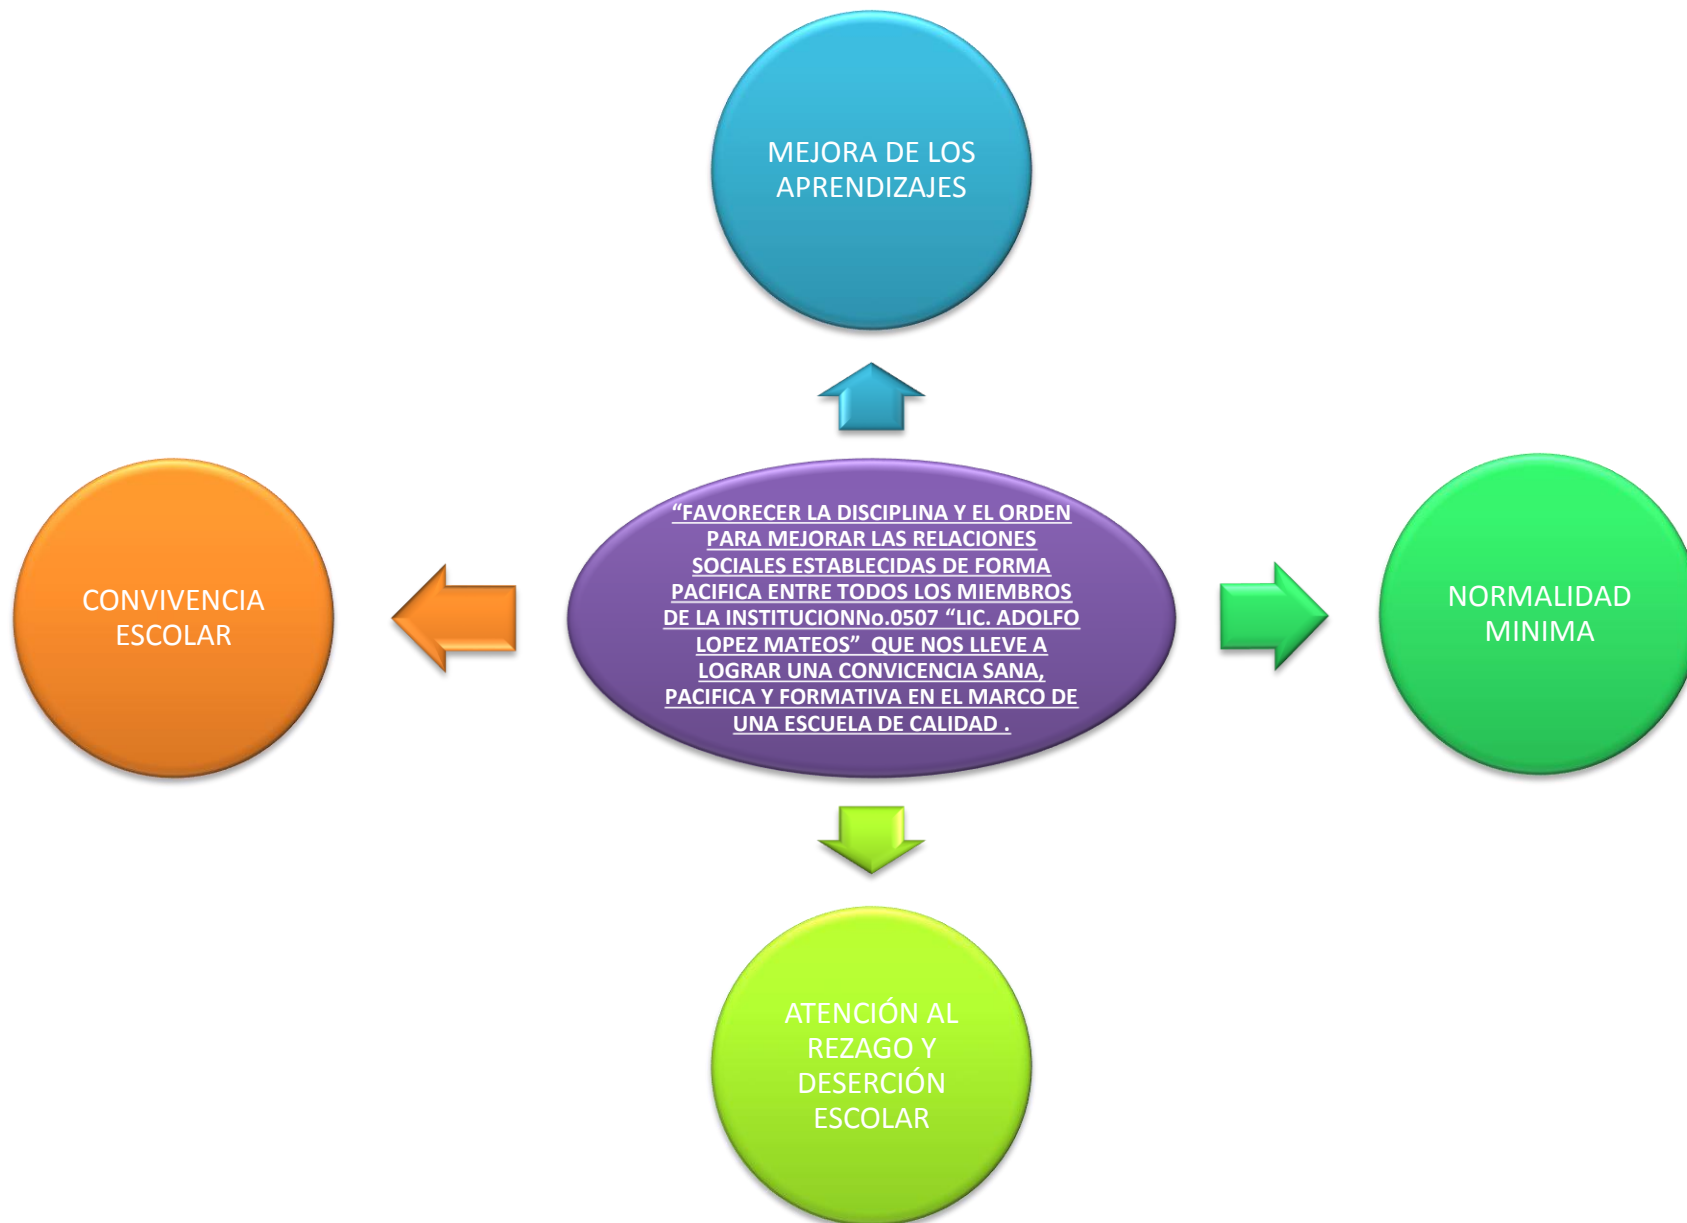 MEJORA DE LOS
APRENDIZAJES
CONVIVENCIA
ESCOLAR
“FAVORECER LA DISCIPLINA Y EL ORDEN
PARA MEJORAR LAS RELACIONES
SOCIALES ESTABLECIDAS DE FORMA
PACIFICA ENTRE TODOS LOS MIEMBROS
DE LA INSTITUCIONNo.0507 “LIC. ADOLFO
LOPEZ MATEOS” QUE NOS LLEVE A
LOGRAR UNA CONVICENCIA SANA,
PACIFICA Y FORMATIVA EN EL MARCO DE
UNA ESCUELA DE CALIDAD .
NORMALIDAD
MINIMA
ATENCIÓN AL
REZAGO Y
DESERCIÓN
ESCOLAR